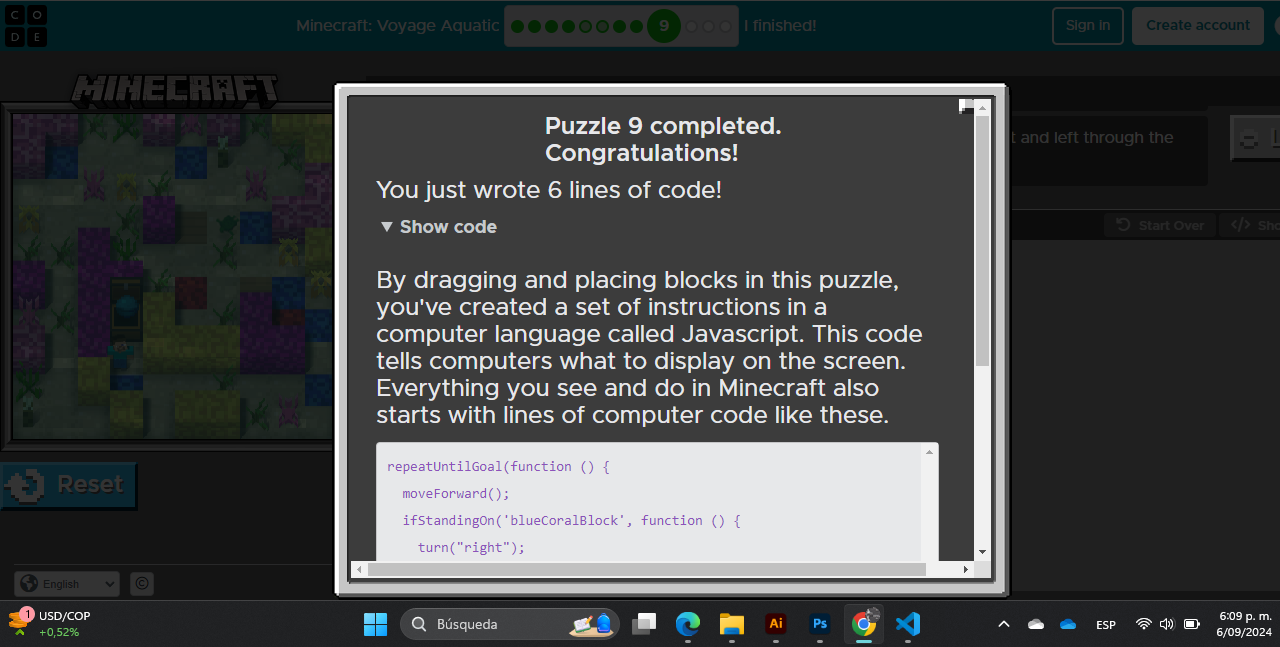 C O
D E
Minecraft: Voyage Aquatic
9
I finished!
Sign in
Create account
MINECRAFT
t and left through the
Start Over
</> Sho
Puzzle 9 completed.
Congratulations!
You just wrote 6 lines of code!
▼ Show code
By dragging and placing blocks in this puzzle,
you've created a set of instructions in a
computer language called Javascript. This code
tells computers what to display on the screen.
Everything you see and do in Minecraft also
starts with lines of computer code like these.
repeatUntilGoal(function () {
moveForward();
ifStandingOn('blueCoralBlock', function () {
turn("right");
Reset
English
©
1
USD/COP
+0,52%
Búsqueda
Ai
Ps
ESP
6:09 p. m.
6/09/2024